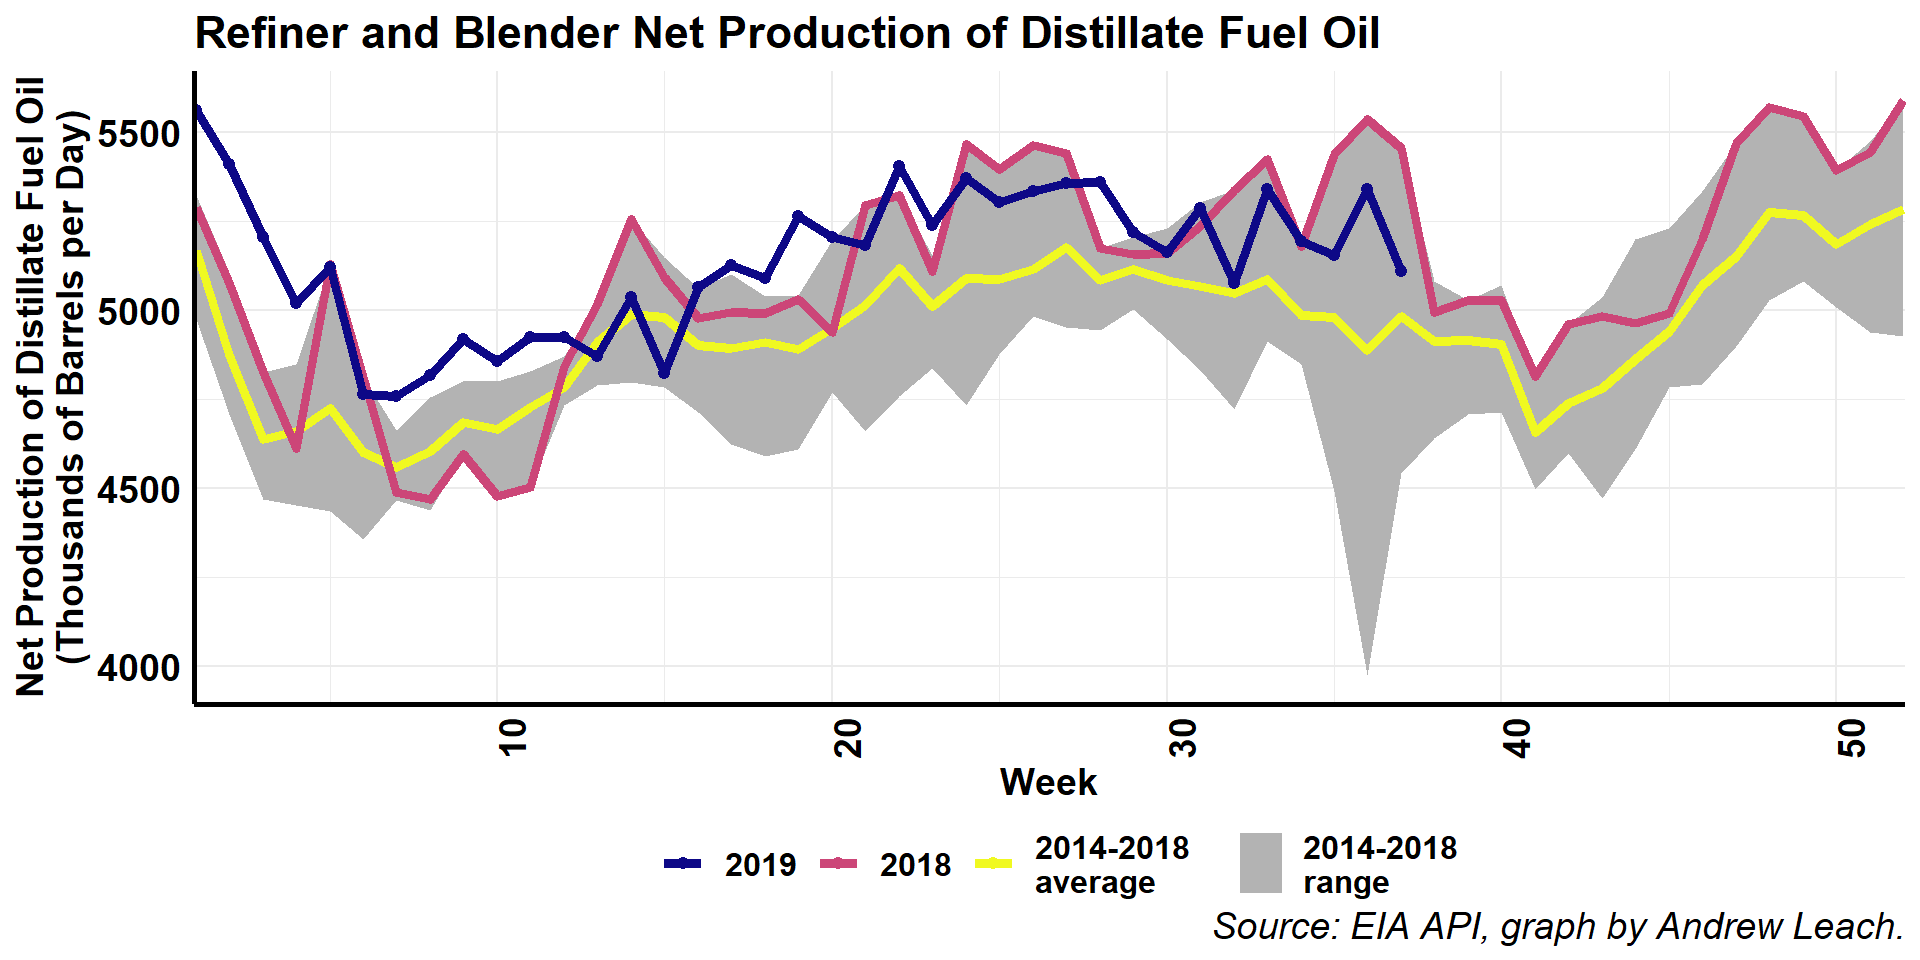 Refiner and Blender Net Production of Distillate Fuel Oil
Net Production of Distillate Fuel Oil
(Thousands of Barrels per Day)
5500
5000
4500
4000
10
20
30
40
50
Week
2019
2018
2014-2018
average
2014-2018
range
Source: EIA API, graph by Andrew Leach.